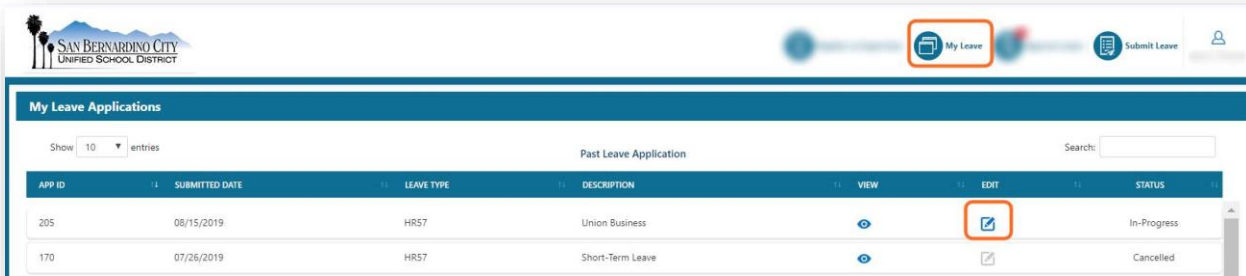 SAN BERNARDINO CITY
UNIFIED SCHOOL DISTRICT
My Leave
Submit Leave
My Leave Applications
Show 10 entries
Past Leave Application
Search:
APP ID SUBMITTED DATE LEAVE TYPE DESCRIPTION VIEW EDIT STATUS
205 08/15/2019 HR57 Union Business In-Progress
170 07/26/2019 HR57 Short-Term Leave Cancelled